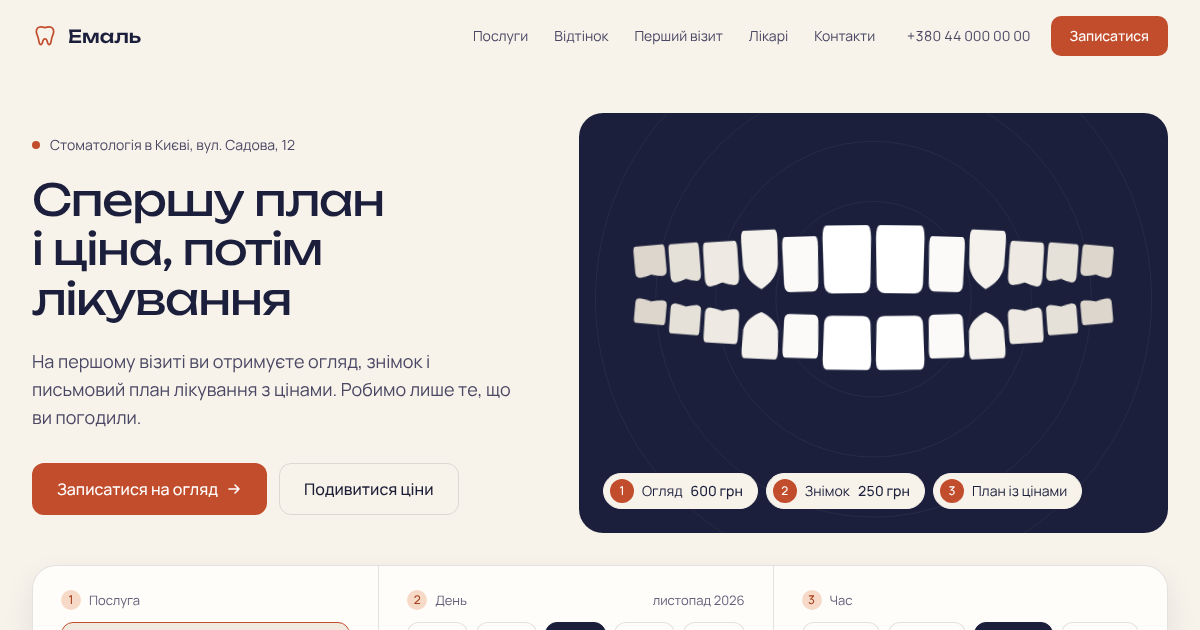 Емаль
Послуги
Відтінок
Перший візит
Лікарі
Контакти
+380 44 000 00 00
Записатися
Стоматологія в Києві, вул. Садова, 12
Спершу план
і ціна, потім
лікування
На першому візиті ви отримуєте огляд, знімок і
письмовий план лікування з цінами. Робимо лише те, що
ви погодили.
Записатися на огляд →
Подивитися ціни
1 Огляд 600 грн
2 Знімок 250 грн
3 План із цінами
1 Послуга
2 День
листопад 2026
3 Час